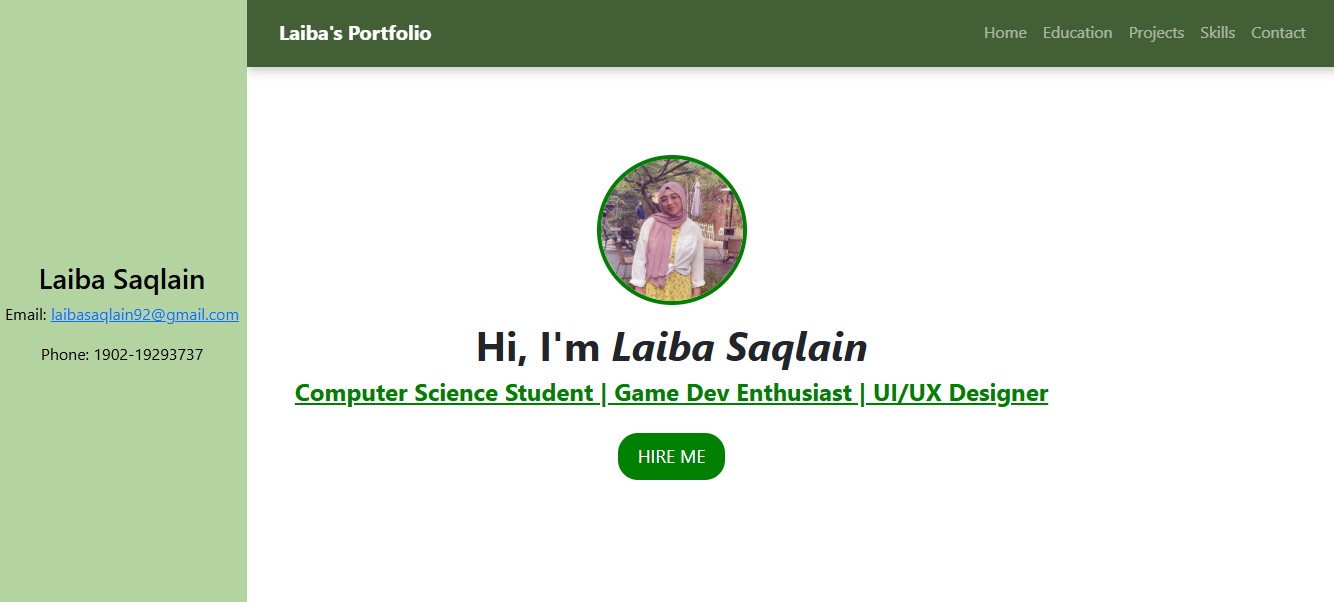 Laiba's Portfolio
Home Education Projects Skills Contact
Laiba Saqlain
Email: laibasaqlain92@gmail.com
Phone: 1902-19293737
Hi, I'm Laiba Saqlain
Computer Science Student | Game Dev Enthusiast | UI/UX Designer
HIRE ME